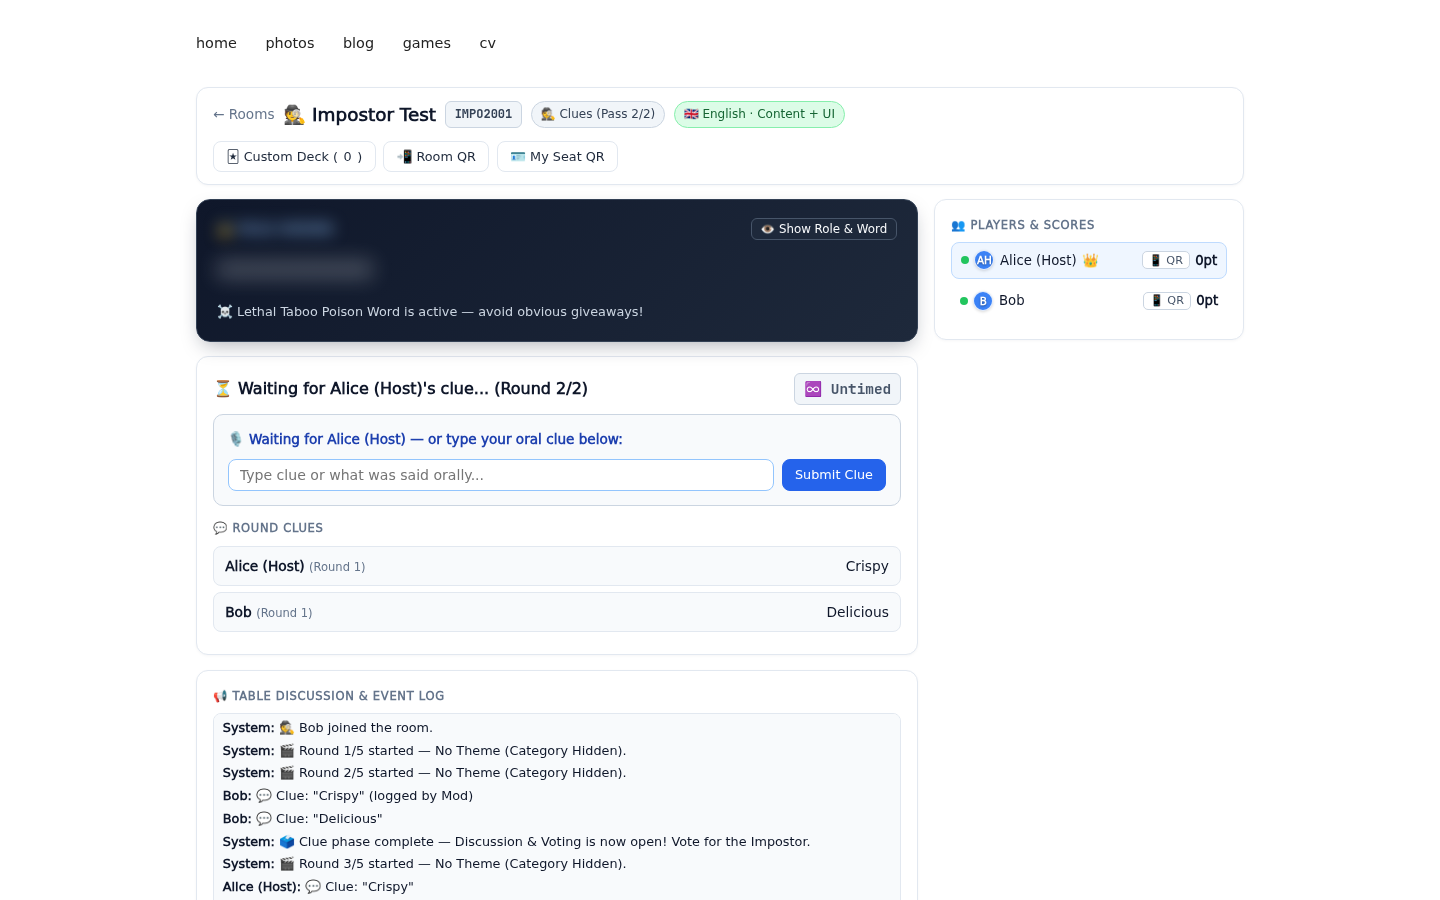 home photos blog games cv
← Rooms 🕵️ Impostor Test IMPO2001 🕵️ Clues (Pass 2/2) 🇬🇧 English · Content + UI
🃏 Custom Deck ( 0 ) 📲 Room QR 🪪 My Seat QR
👁️ Show Role & Word
☠️ Lethal Taboo Poison Word is active — avoid obvious giveaways!
👥 PLAYERS & SCORES
AH Alice (Host) 👑 📱 QR 0pt
B Bob 📱 QR 0pt
⏳ Waiting for Alice (Host)'s clue... (Round 2/2) ♾️ Untimed
🎙️ Waiting for Alice (Host) — or type your oral clue below:
Type clue or what was said orally... Submit Clue
💬 ROUND CLUES
Alice (Host) (Round 1) Crispy
Bob (Round 1) Delicious
📢 TABLE DISCUSSION & EVENT LOG
System: 🕵️ Bob joined the room.
System: 🎬 Round 1/5 started — No Theme (Category Hidden).
System: 🎬 Round 2/5 started — No Theme (Category Hidden).
Bob: 💬 Clue: "Crispy" (logged by Mod)
Bob: 💬 Clue: "Delicious"
System: 🗳️ Clue phase complete — Discussion & Voting is now open! Vote for the Impostor.
System: 🎬 Round 3/5 started — No Theme (Category Hidden).
Alice (Host): 💬 Clue: "Crispy"